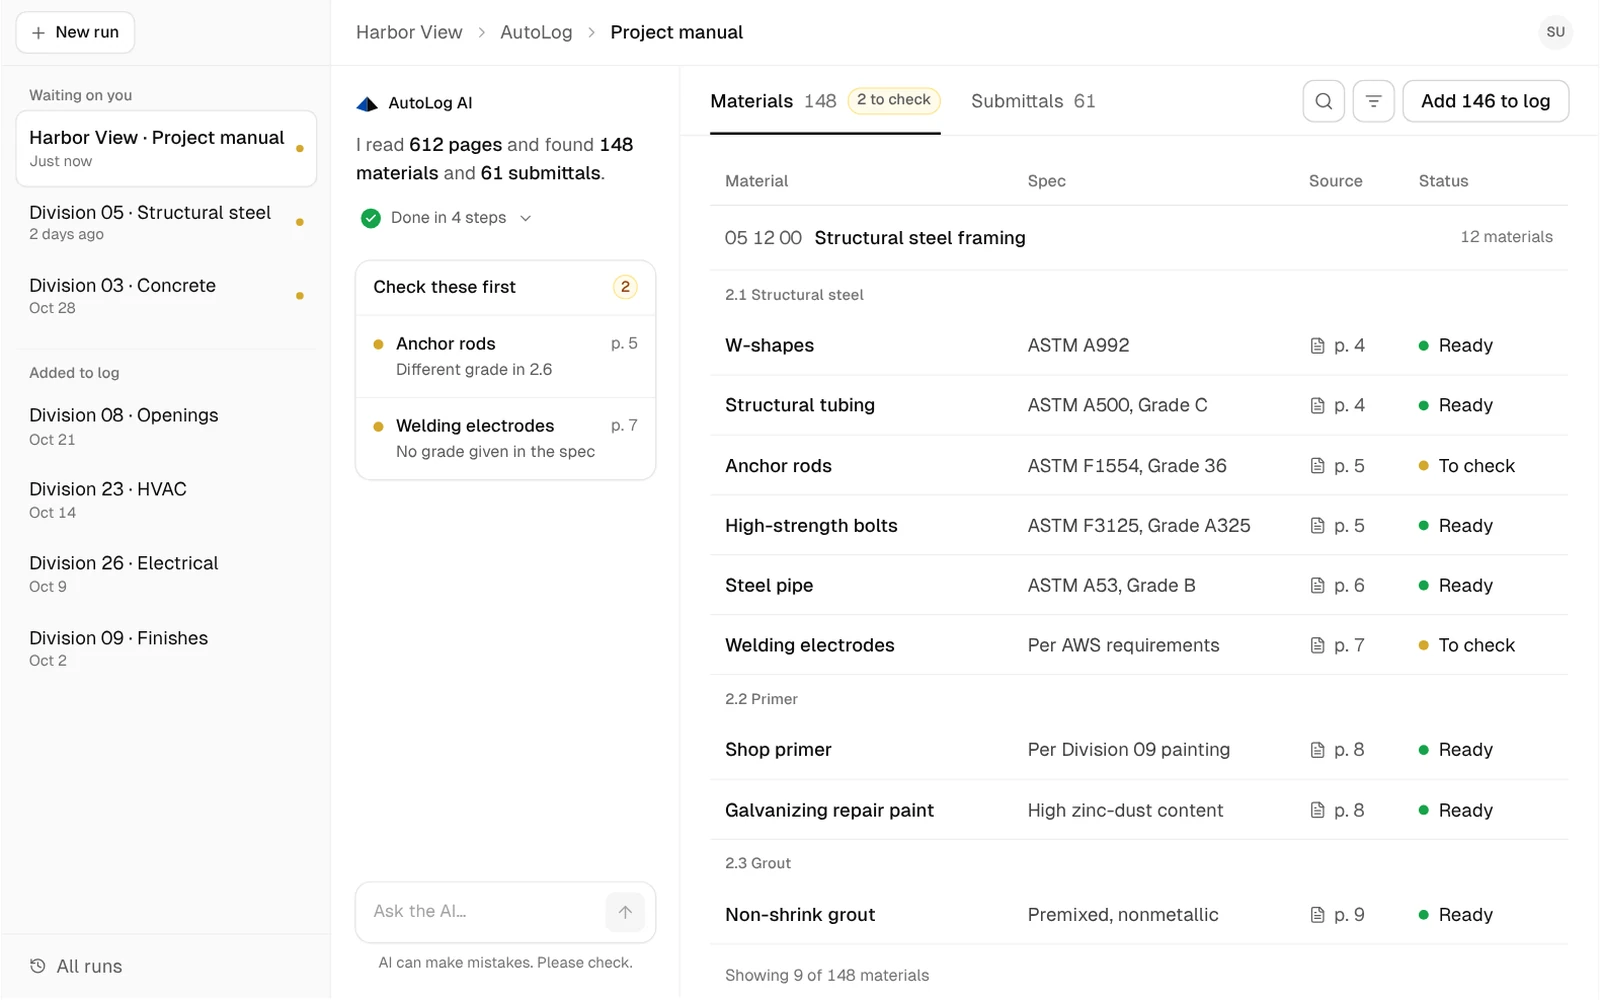 New run
Harbor View > AutoLog > Project manual
SU
Waiting on you
Harbor View · Project manual
Just now
Division 05 · Structural steel
2 days ago
Division 03 · Concrete
Oct 28
Added to log
Division 08 · Openings
Oct 21
Division 23 · HVAC
Oct 14
Division 26 · Electrical
Oct 9
Division 09 · Finishes
Oct 2
All runs
AutoLog AI
I read 612 pages and found 148
materials and 61 submittals.
Done in 4 steps
Check these first 2
Anchor rods p. 5
Different grade in 2.6
Welding electrodes p. 7
No grade given in the spec
Ask the AI...
AI can make mistakes. Please check.
Materials 148 2 to check Submittals 61 Add 146 to log
Material Spec Source Status
05 12 00 Structural steel framing 12 materials
2.1 Structural steel
W-shapes ASTM A992 p. 4 Ready
Structural tubing ASTM A500, Grade C p. 4 Ready
Anchor rods ASTM F1554, Grade 36 p. 5 To check
High-strength bolts ASTM F3125, Grade A325 p. 5 Ready
Steel pipe ASTM A53, Grade B p. 6 Ready
Welding electrodes Per AWS requirements p. 7 To check
2.2 Primer
Shop primer Per Division 09 painting p. 8 Ready
Galvanizing repair paint High zinc-dust content p. 8 Ready
2.3 Grout
Non-shrink grout Premixed, nonmetallic p. 9 Ready
Showing 9 of 148 materials